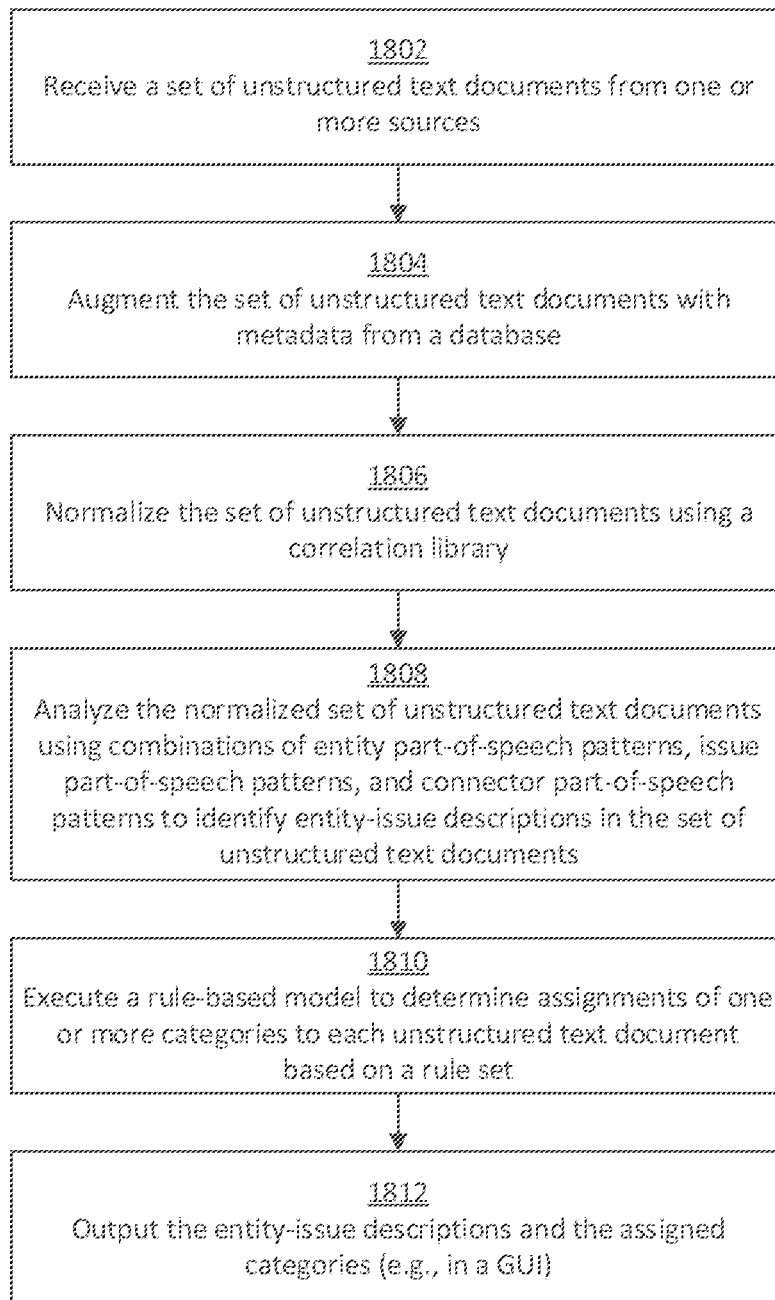 1802
Receive a set of unstructured text documents from one or
more sources
1804
Augment the set of unstructured text documents with
metadata from a database
1806
Normalize the set of unstructured text documents using a
correlation library
1808
Analyze the normalized set of unstructured text documents
using combinations of entity part-of-speech patterns, issue
part-of-speech patterns, and connector part-of-speech
patterns to identify entity-issue descriptions in the set of
unstructured text documents
1810
Execute a rule-based model to determine assignments of one
or more categories to each unstructured text document
based on a rule set
1812
Output the entity-issue descriptions and the assigned
categories (e.g., in a GUI)